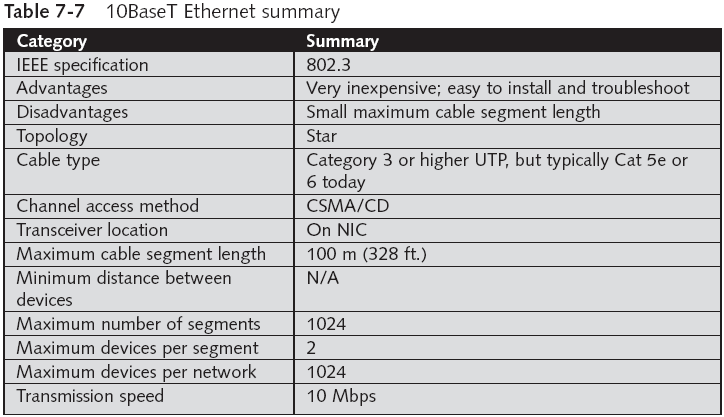 Table 7-7 10BaseT Ethernet summary
Category Summary
IEEE specification 802.3
Advantages Very inexpensive; easy to install and troubleshoot
Disadvantages Small maximum cable segment length
Topology Star
Cable type Category 3 or higher UTP, but typically Cat 5e or
6 today
Channel access method CSMA/CD
Transceiver location On NIC
Maximum cable segment length 100 m (328 ft.)
Minimum distance between N/A
devices
Maximum number of segments 1024
Maximum devices per segment 2
Maximum devices per network 1024
Transmission speed 10 Mbps